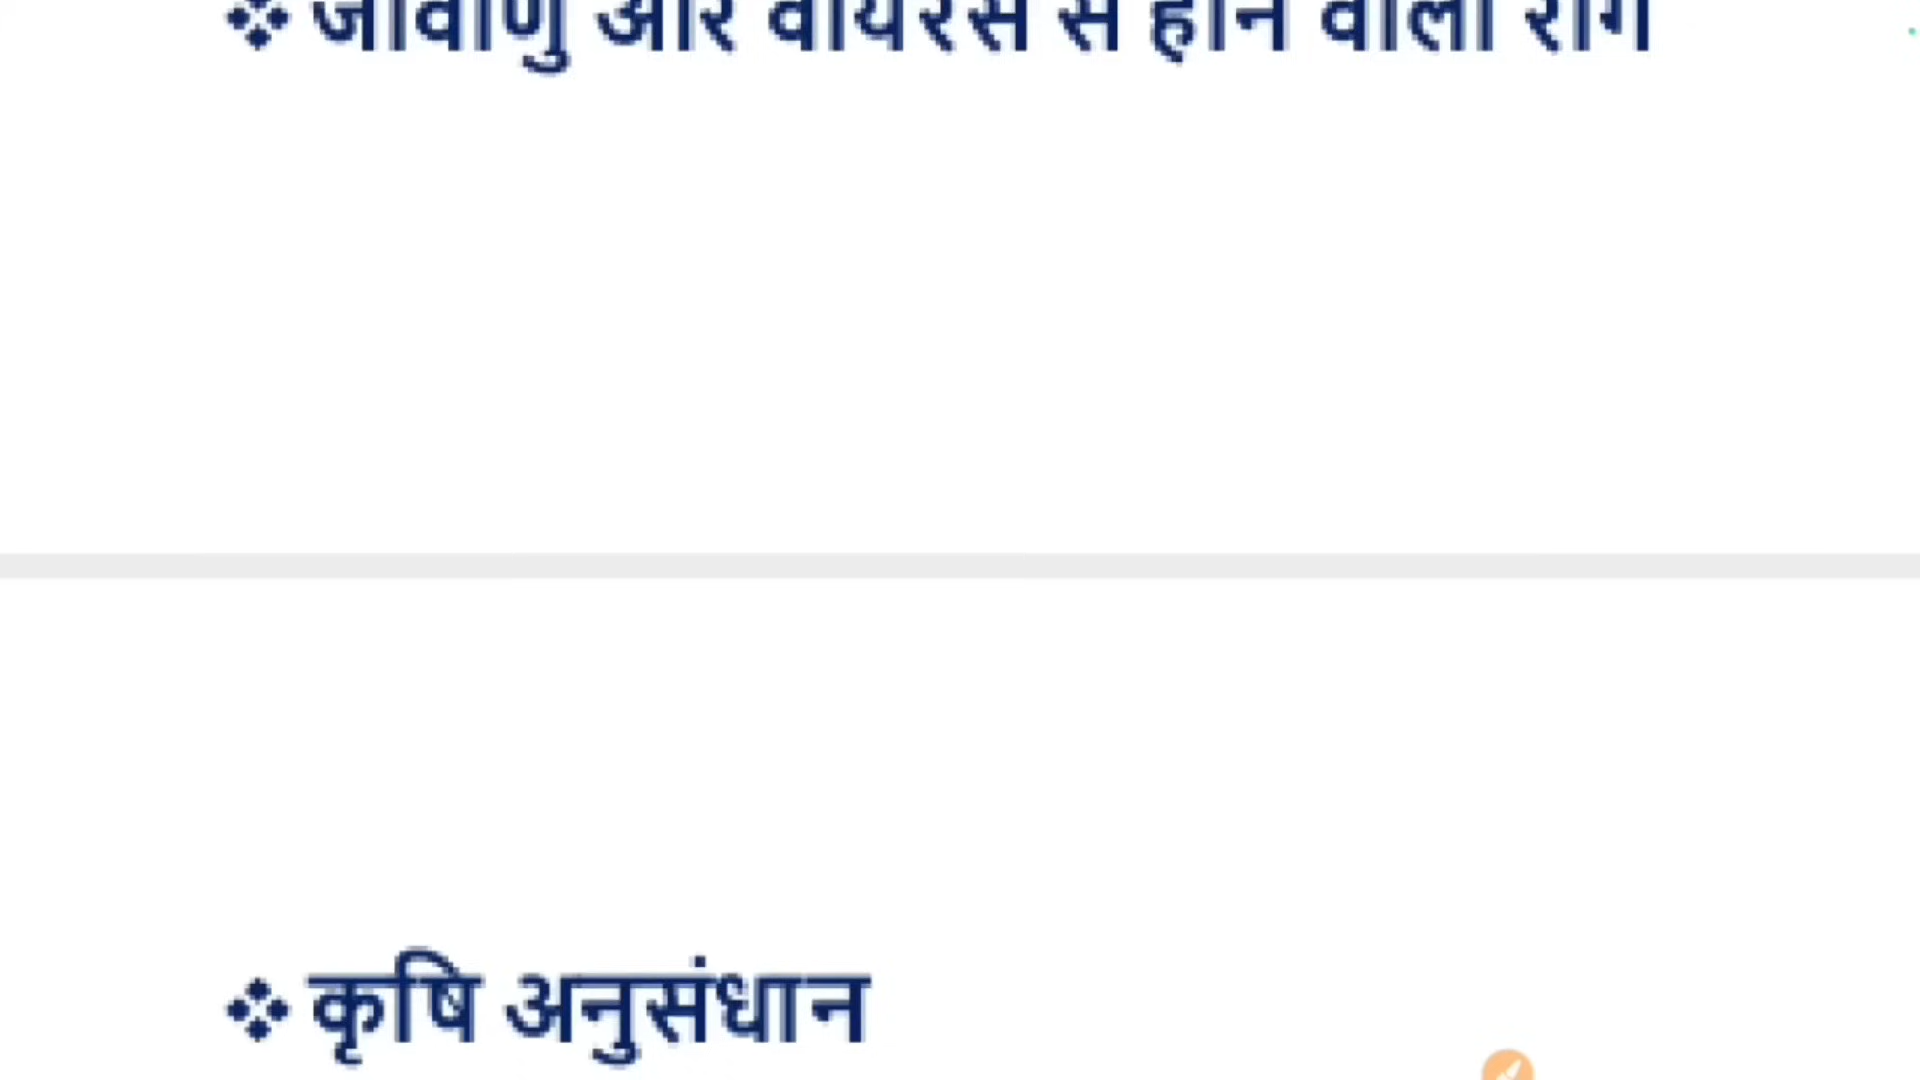 ❖ जीवाणु और वायरस से होने वाला रोग
❖ कृषि अनुसंधान